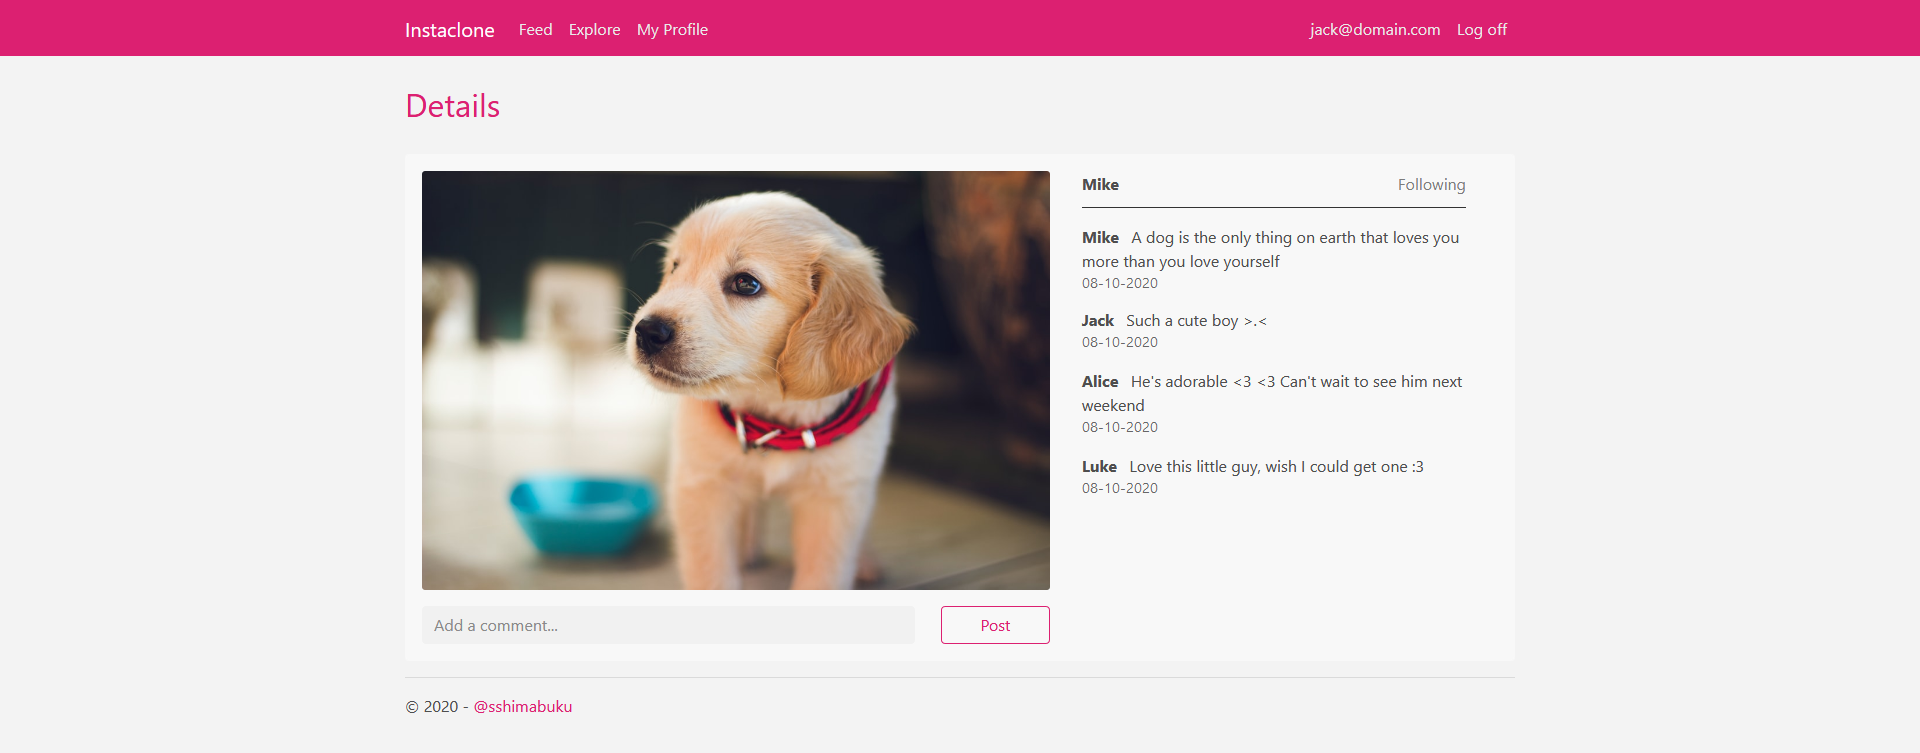 Instaclone Feed Explore My Profile jack@domain.com Log off
Details
Mike Following
Mike A dog is the only thing on earth that loves you
more than you love yourself
08-10-2020
Jack Such a cute boy >.<
08-10-2020
Alice He's adorable <3 <3 Can't wait to see him next
weekend
08-10-2020
Luke Love this little guy, wish I could get one :3
08-10-2020
Add a comment... Post
© 2020 - @sshimabuku